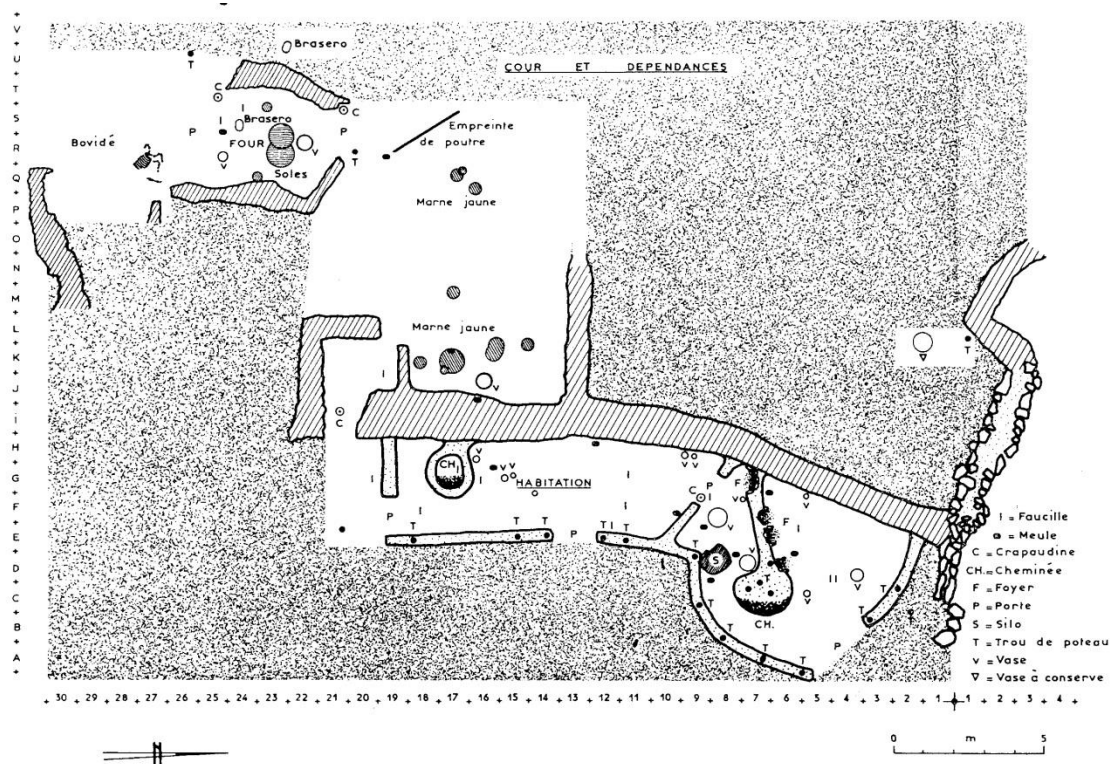 Brasero
T
COUR ET DEPENDANCES
C
C
I
I
Brasero
P
P
Empreinte
de poutre
Bovidé
FOUR
V
V
T
Soles
Marne jaune
Marne jaune
I
V
T
V
C
CH.
V
V V
I
I
HABITATION
I
I
V V
P
F
C
I
V
V
P
I
T
T
T
P
T I
T
T
S
V
V
F
I
T
T
CH.
II
V
V
T
T
T
T
T
T
T
P
I = Faucille
= Meule
C = Crapaudine
CH.= Cheminée
F = Foyer
P = Porte
S = Silo
T = Trou de poteau
v = Vase
∇ = Vase à conserve
+ V + U + T + S + R + Q + P + O + N + M + L + K + J + I + H + G + F + E + D + C + B + A +
+ 30 + 29 + 28 + 27 + 26 + 25 + 24 + 23 + 22 + 21 + 20 + 19 + 18 + 17 + 16 + 15 + 14 + 13 + 12 + 11 + 10 + 9 + 8 + 7 + 6 + 5 + 4 + 3 + 2 + 1 + 1 + 2 + 3 + 4 +
N
0 m 5